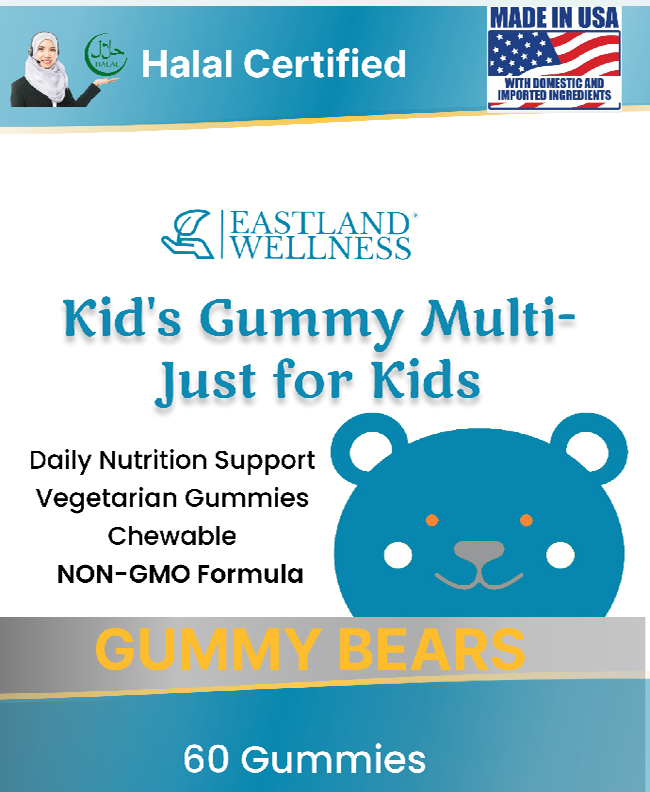 حلال
HALAL
Halal Certified
MADE IN USA
WITH DOMESTIC AND
IMPORTED INGREDIENTS
EASTLAND
WELLNESS
Kid's Gummy Multi-
Just for Kids
Daily Nutrition Support
Vegetarian Gummies
Chewable
NON-GMO Formula
GUMMY BEARS
60 Gummies